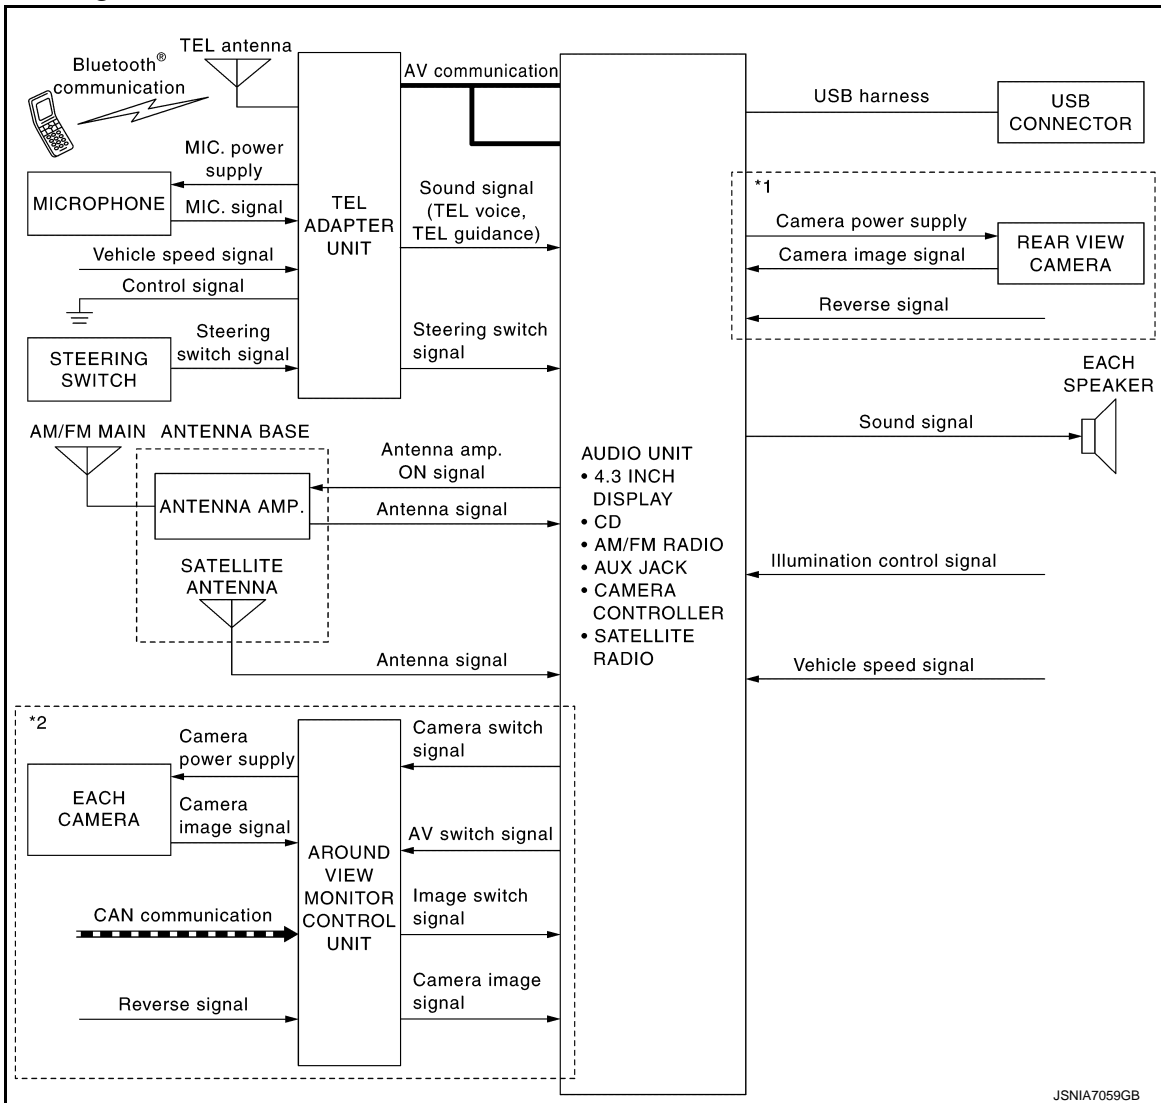 TEL antenna
Bluetooth®
communication
AV communication
MIC. power
supply
MICROPHONE
MIC. signal
TEL
ADAPTER
UNIT
Sound signal
(TEL voice,
TEL guidance)
Vehicle speed signal
Control signal
Steering
switch signal
STEERING
SWITCH
Steering switch
signal
USB harness
USB
CONNECTOR
*1
Camera power supply
Camera image signal
REAR VIEW
CAMERA
Reverse signal
EACH
SPEAKER
Sound signal
AM/FM MAIN
ANTENNA BASE
Antenna amp.
ON signal
ANTENNA AMP.
Antenna signal
SATELLITE
ANTENNA
Antenna signal
AUDIO UNIT
• 4.3 INCH
DISPLAY
• CD
• AM/FM RADIO
• AUX JACK
• CAMERA
CONTROLLER
• SATELLITE
RADIO
Illumination control signal
Vehicle speed signal
*2
Camera
power supply
EACH
CAMERA
Camera
image signal
Camera switch
signal
AV switch signal
AROUND
VIEW
MONITOR
CONTROL
UNIT
CAN communication
Image switch
signal
Reverse signal
Camera image
signal
JSNIA7059GB